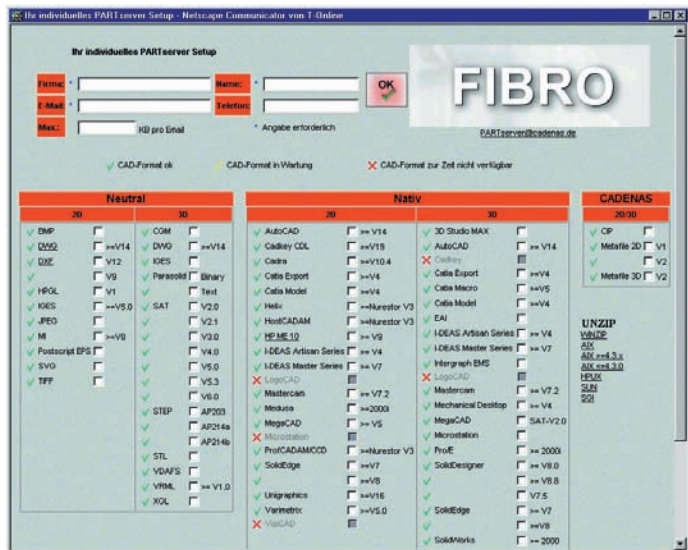 Ihr individuelles PARTserver Setup - Netscape Communicator von T-Online
Ihr individuelles PARTserver Setup
Firma: *
Name: *
OK
E-Mail: *
Telefon:
Max.: KB pro Email
* Angabe erforderlich
FIBRO
PARTserver@cadenas.de
CAD-Format ok
CAD-Format in Wartung
CAD-Format zur Zeit nicht verfügbar
Neutral
2D
BMP
DWG >=V14
DXF V12
V9
HPGL V1
IGES >=V5.0
JPEG
MI >=V8
Postscript EPS
SVG
TIFF
3D
CGM
DWG >=V14
IGES
Parasolid Binary
Text
SAT V2.0
V2.1
V3.0
V4.0
V5.0
V5.3
V6.0
STEP AP203
AP214a
AP214b
STL
VDAFS
VRML >= V1.0
XGL
Nativ
2D
AutoCAD >= V14
Cadkey CDL >=V19
Cadra >=V10.4
Catia Export >=V4
Catia Model >=V4
Helix >=Nurestor V3
HostCADAM >=Nurestor V3
HP ME 10 >= V9
I-DEAS Artisan Series >= V4
I-DEAS Master Series >= V7
LogoCAD
Mastercam >= V7.2
Medusa >=2000i
MegaCAD >= V5
Microstation
Prof CADAM/CCD >=Nurestor V3
SolidEdge >=V7
>=V8
Unigraphics >=V16
Varimetrix >=V5.0
VisiCAD
3D
3D Studio MAX
AutoCAD >= V14
Cadkey
Catia Export >=V4
Catia Macro >=V5
Catia Model >=V4
EAI
I-DEAS Artisan Series >= V4
I-DEAS Master Series >= V7
Intergraph EMS
LogoCAD
Mastercam >= V7.2
Mechanical Desktop >= V4
MegaCAD SAT-V2.0
Microstation
Pro/E >= 2000i
SolidDesigner >= V8.0
>= V8.8
V7.5
SolidEdge >= V7
>=V8
SolidWorks >= 2000
CADENAS
2D/3D
CIP
Metafile 2D V1
V2
Metafile 3D V2
UNZIP
WINZIP
AIX
AIX >=4.3.x
AIX <=4.3.0
HPUX
SUN
SGI